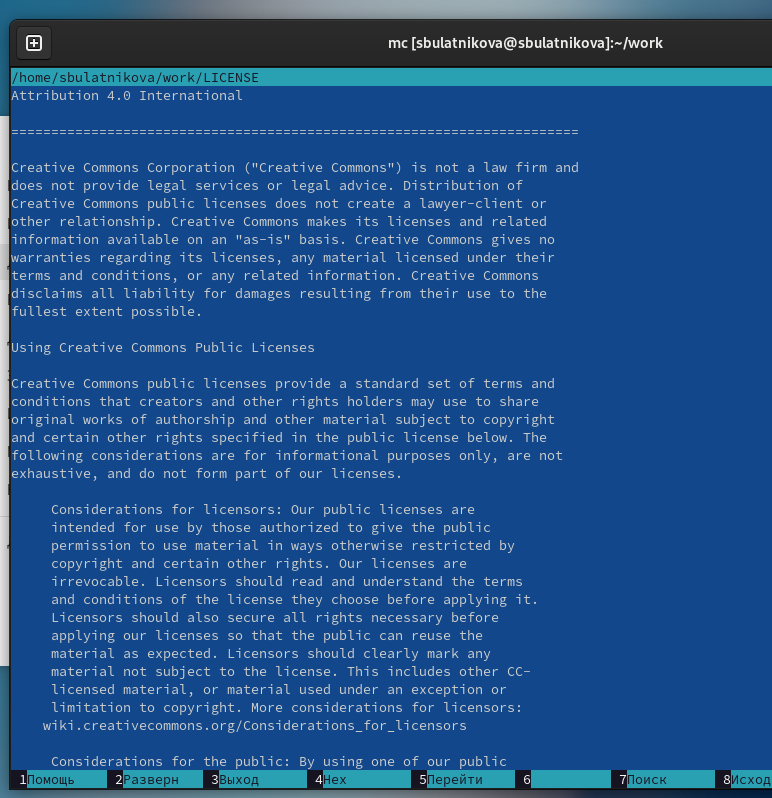 mc [sbulatnikova@sbulatnikova]:~/work
/home/sbulatnikova/work/LICENSE
Attribution 4.0 International
=======================================================================
Creative Commons Corporation ("Creative Commons") is not a law firm and
does not provide legal services or legal advice. Distribution of
Creative Commons public licenses does not create a lawyer-client or
other relationship. Creative Commons makes its licenses and related
information available on an "as-is" basis. Creative Commons gives no
warranties regarding its licenses, any material licensed under their
terms and conditions, or any related information. Creative Commons
disclaims all liability for damages resulting from their use to the
fullest extent possible.
Using Creative Commons Public Licenses
Creative Commons public licenses provide a standard set of terms and
conditions that creators and other rights holders may use to share
original works of authorship and other material subject to copyright
and certain other rights specified in the public license below. The
following considerations are for informational purposes only, are not
exhaustive, and do not form part of our licenses.
Considerations for licensors: Our public licenses are
intended for use by those authorized to give the public
permission to use material in ways otherwise restricted by
copyright and certain other rights. Our licenses are
irrevocable. Licensors should read and understand the terms
and conditions of the license they choose before applying it.
Licensors should also secure all rights necessary before
applying our licenses so that the public can reuse the
material as expected. Licensors should clearly mark any
material not subject to the license. This includes other CC-
licensed material, or material used under an exception or
limitation to copyright. More considerations for licensors:
wiki.creativecommons.org/Considerations_for_licensors
Considerations for the public: By using one of our public
1Помощь 2Разверн 3Выход 4Hex 5Перейти 6 7Поиск 8Исход